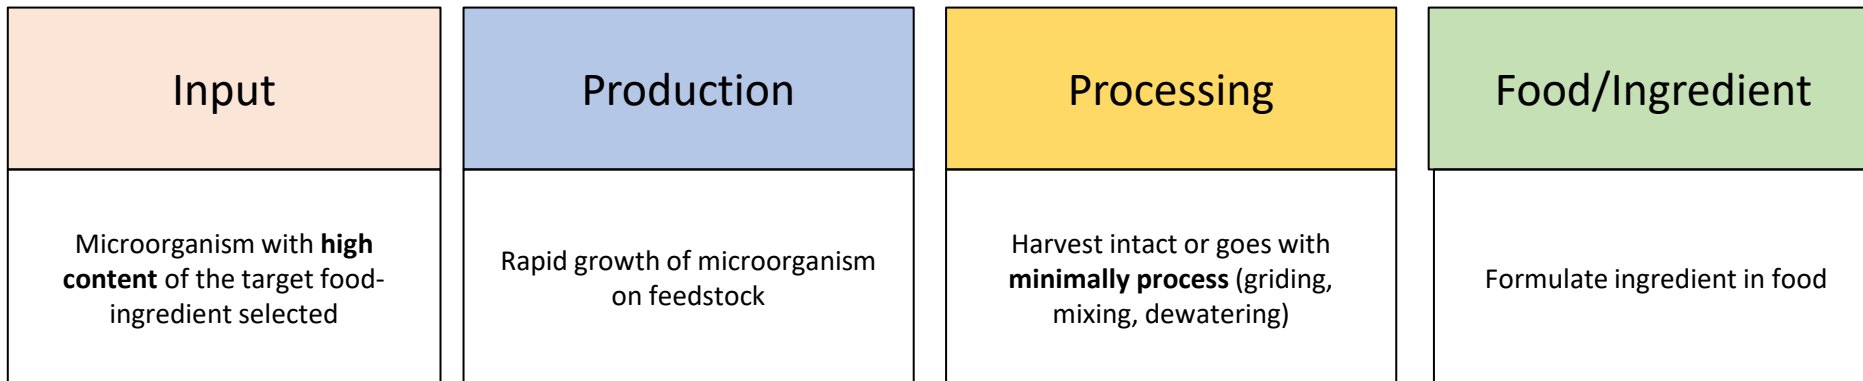 Input
Production
Processing
Food/Ingredient
Microorganism with high
content of the target food-
ingredient selected
Rapid growth of microorganism
on feedstock
Harvest intact or goes with
minimally process (griding,
mixing, dewatering)
Formulate ingredient in food